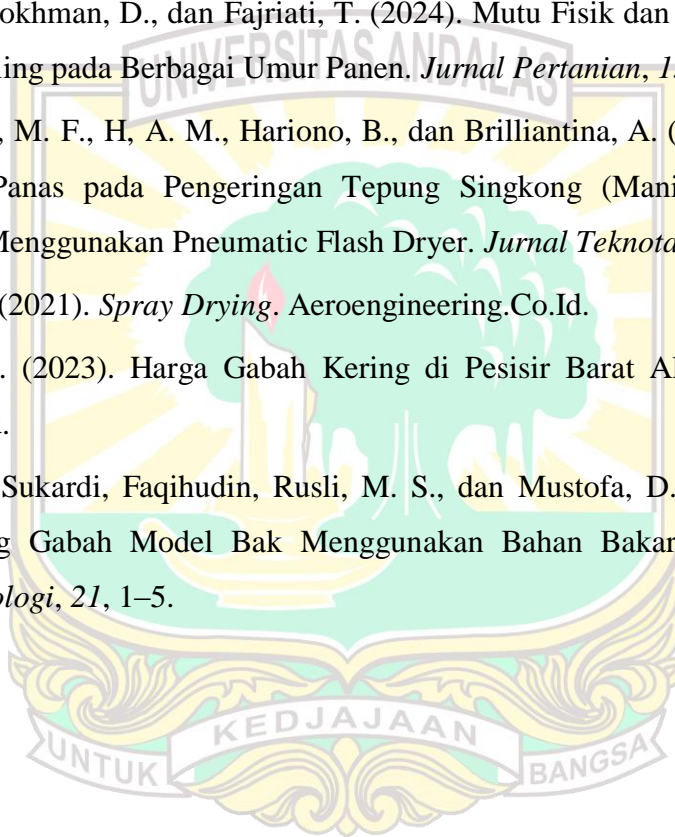 okhman, D., dan Fajriati, T. (2024). Mutu Fisik dan
ling pada Berbagai Umur Panen. Jurnal Pertanian, 1
UNIVERSITAS ANDALAS
, M. F., H, A. M., Hariono, B., dan Brilliantina, A. (
Panas pada Pengeringan Tepung Singkong (Mani
Menggunakan Pneumatic Flash Dryer. Jurnal Teknota
(2021). Spray Drying. Aeroengineering.Co.Id.
. (2023). Harga Gabah Kering di Pesisir Barat Al
.
Sukardi, Faqihudin, Rusli, M. S., dan Mustofa, D.
g Gabah Model Bak Menggunakan Bahan Bakar
ologi, 21, 1–5.
UNTUK KEDJAJAAN BANGSA